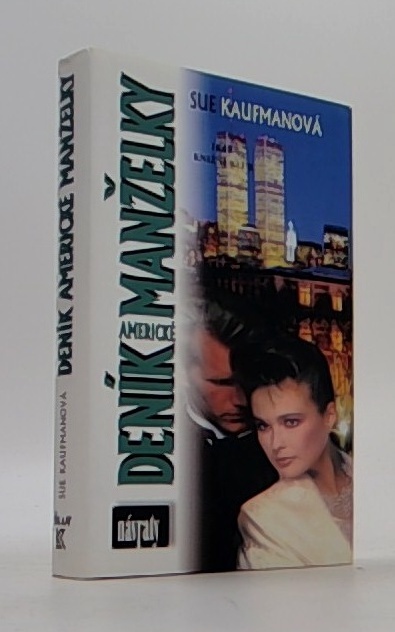 SUE KAUFMANOVÁ
DENÍK AMERICKÉ MANŽELKY
SUE KAUFMANOVÁ
DENÍK
AMERICKÉ
MANŽELKY
návraty